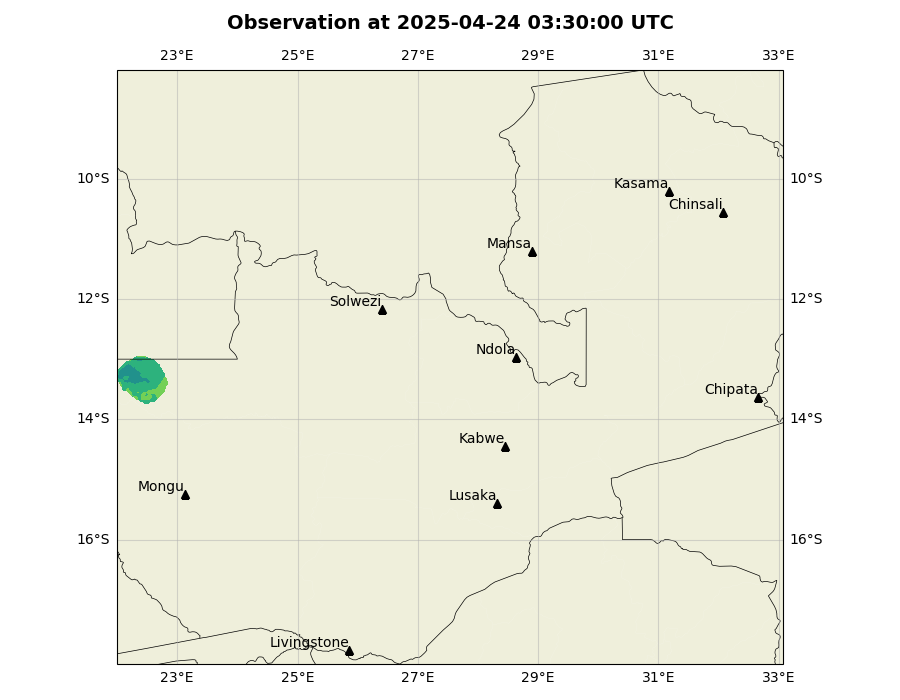 Observation at 2025-04-24 03:30:00 UTC
23°E 25°E 27°E 29°E 31°E 33°E
10°S 10°S
Kasama
Chinsali
Mansa
12°S 12°S
Solwezi
Ndola
Chipata
14°S 14°S
Kabwe
Mongu
Lusaka
16°S 16°S
Livingstone
23°E 25°E 27°E 29°E 31°E 33°E